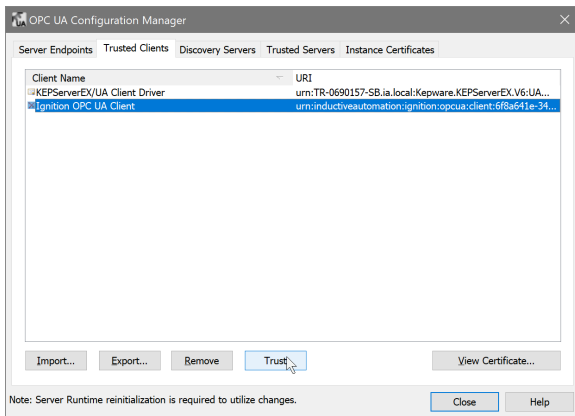 OPC UA Configuration Manager
Server Endpoints Trusted Clients Discovery Servers Trusted Servers Instance Certificates
Client Name URI
KEPServerEX/UA Client Driver urn:TR-0690157-SB.ia.local:Kepware.KEPServerEX.V6:UA...
Ignition OPC UA Client urn:inductiveautomation:ignition:opcua:client:6f8a641e-34...
Import... Export... Remove Trust View Certificate...
Note: Server Runtime reinitialization is required to utilize changes.
Close Help